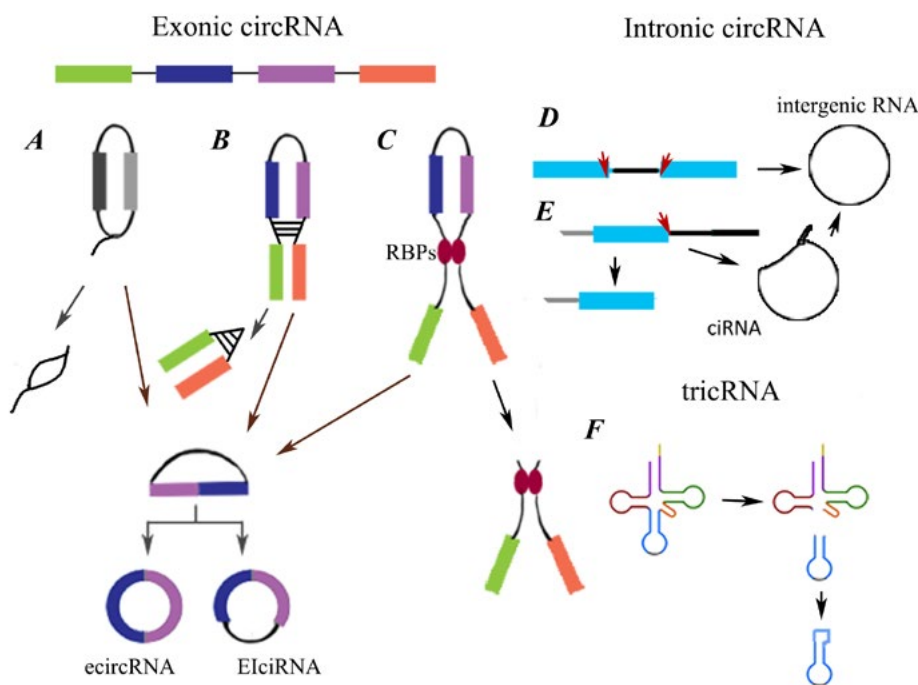 Exonic circRNA
Intronic circRNA
intergenic RNA
A
B
C
D
E
RBPs
ciRNA
tricRNA
F
ecircRNA
EIciRNA